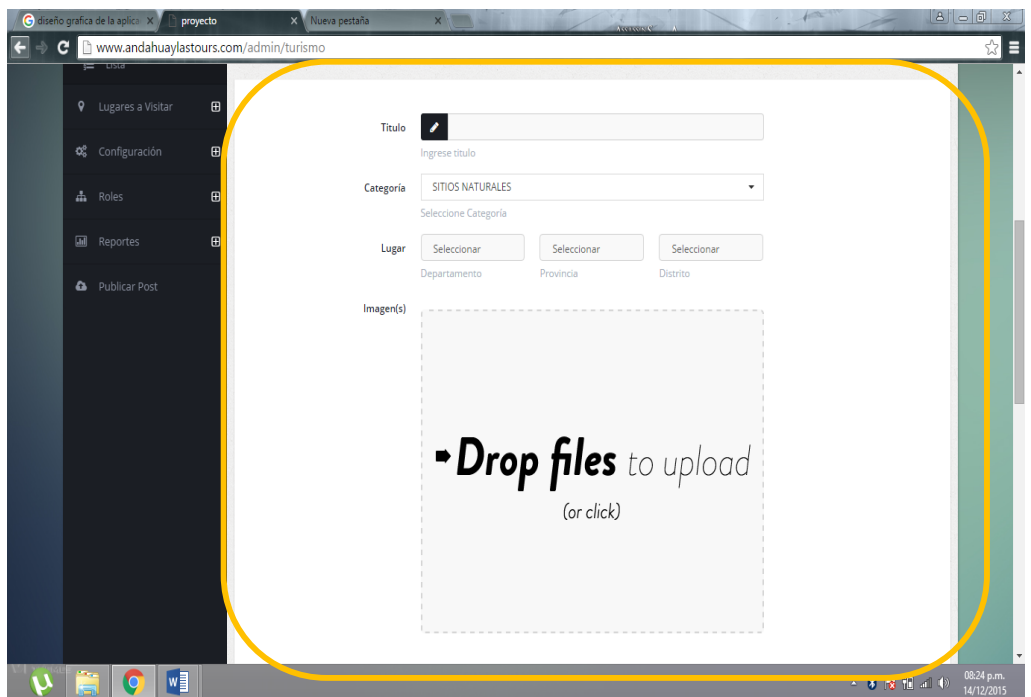 diseño grafica de la aplica
proyecto
Nueva pestaña
www.andahuaylastours.com/admin/turismo
Lista
Lugares a Visitar
Configuración
Roles
Reportes
Publicar Post
Titulo
Ingrese titulo
Categoría
SITIOS NATURALES
Seleccione Categoría
Lugar
Seleccionar
Seleccionar
Seleccionar
Departamento
Provincia
Distrito
Imagen(s)
Drop files to upload
(or click)
08:24 p.m.
14/12/2015